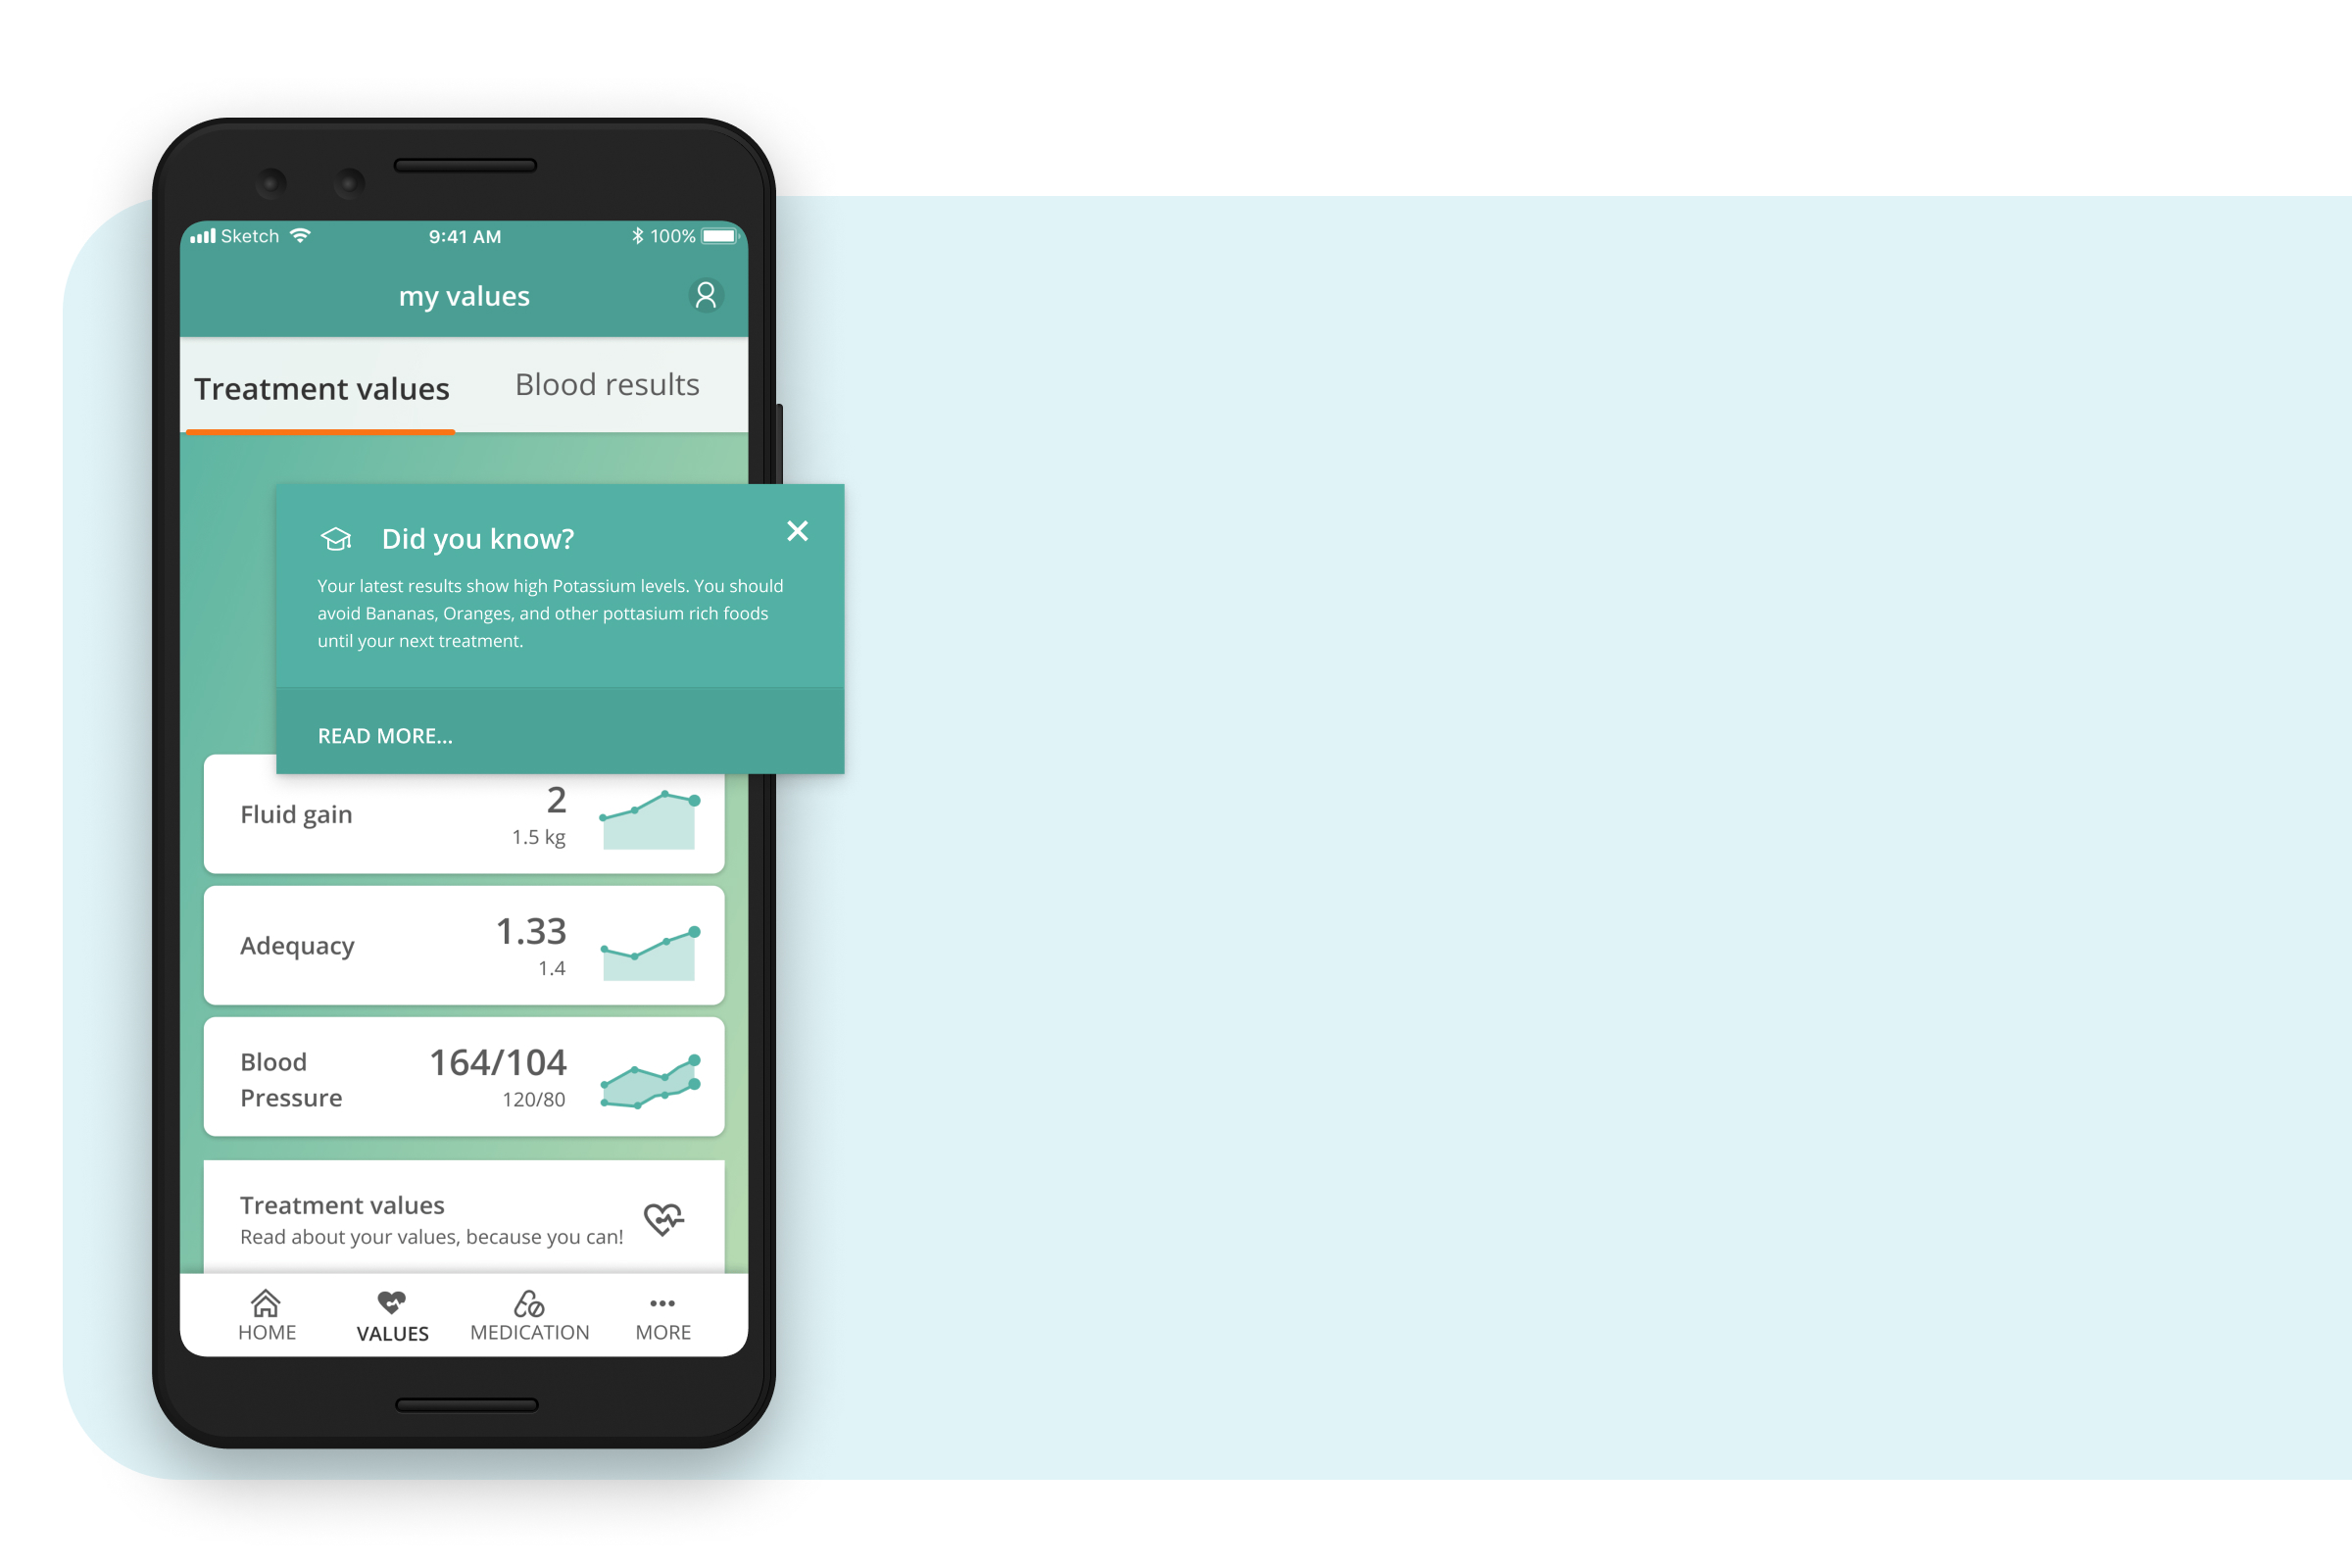 Sketch 9:41 AM 100%
my values
Treatment values Blood results
Did you know?
Your latest results show high Potassium levels. You should
avoid Bananas, Oranges, and other pottasium rich foods
until your next treatment.
READ MORE...
Fluid gain 2
1.5 kg
Adequacy 1.33
1.4
Blood
Pressure
164/104
120/80
Treatment values
Read about your values, because you can!
HOME VALUES MEDICATION MORE